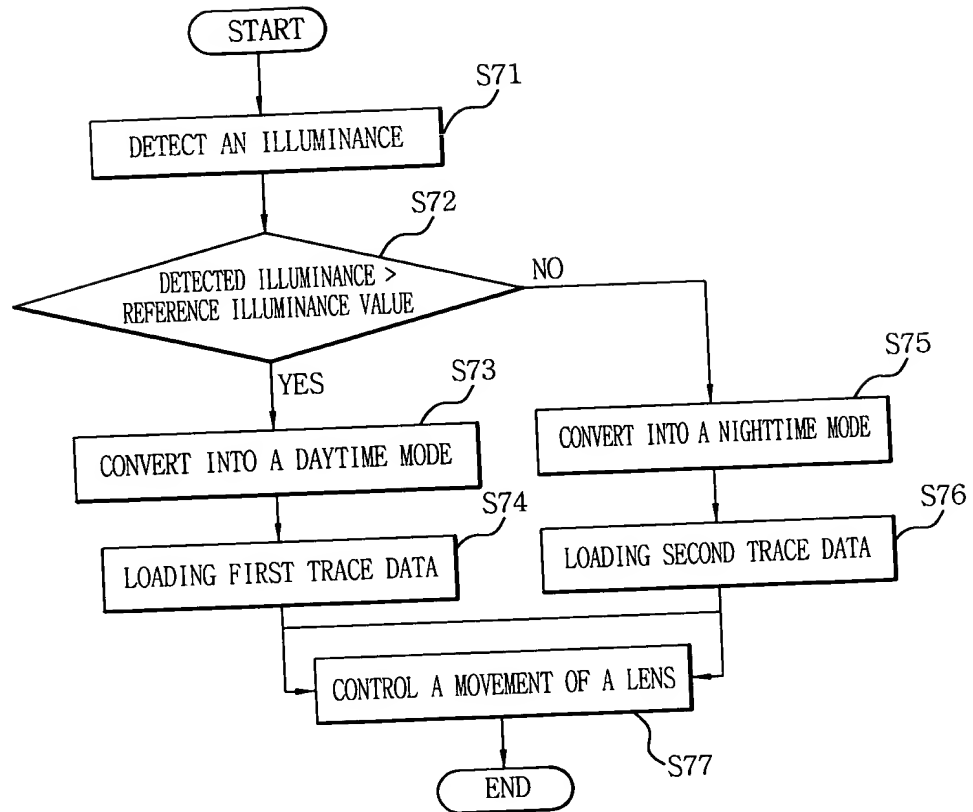 START
S71
DETECT AN ILLUMINANCE
S72
DETECTED ILLUMINANCE >
REFERENCE ILLUMINANCE VALUE
NO
YES
S73
S75
CONVERT INTO A DAYTIME MODE
CONVERT INTO A NIGHTTIME MODE
S74
S76
LOADING FIRST TRACE DATA
LOADING SECOND TRACE DATA
CONTROL A MOVEMENT OF A LENS
S77
END